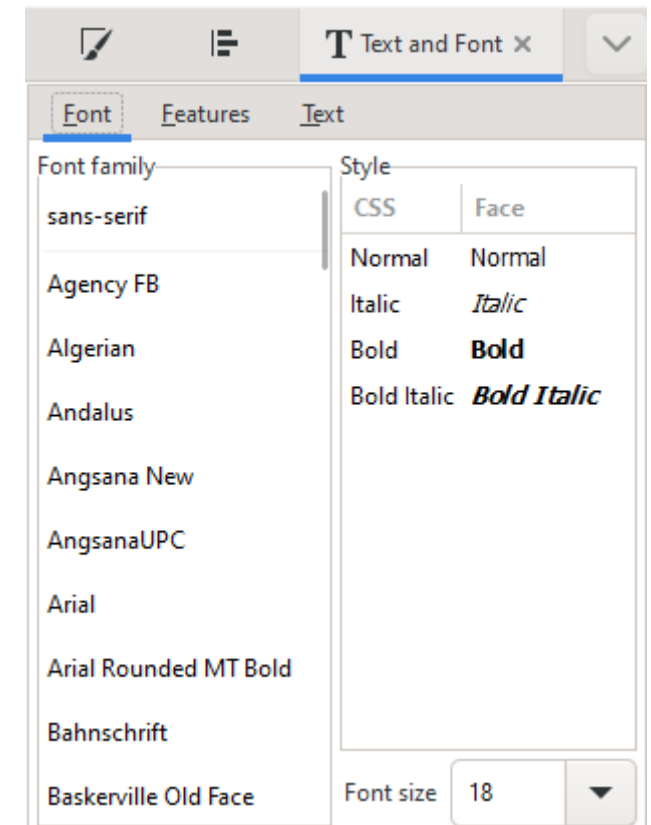 T Text and Font ×
Font Features Text
Font family
sans-serif
Agency FB
Algerian
Andalus
Angsana New
AngsanaUPC
Arial
Arial Rounded MT Bold
Bahnschrift
Baskerville Old Face
Style
CSS Face
Normal Normal
Italic Italic
Bold Bold
Bold Italic Bold Italic
Font size 18